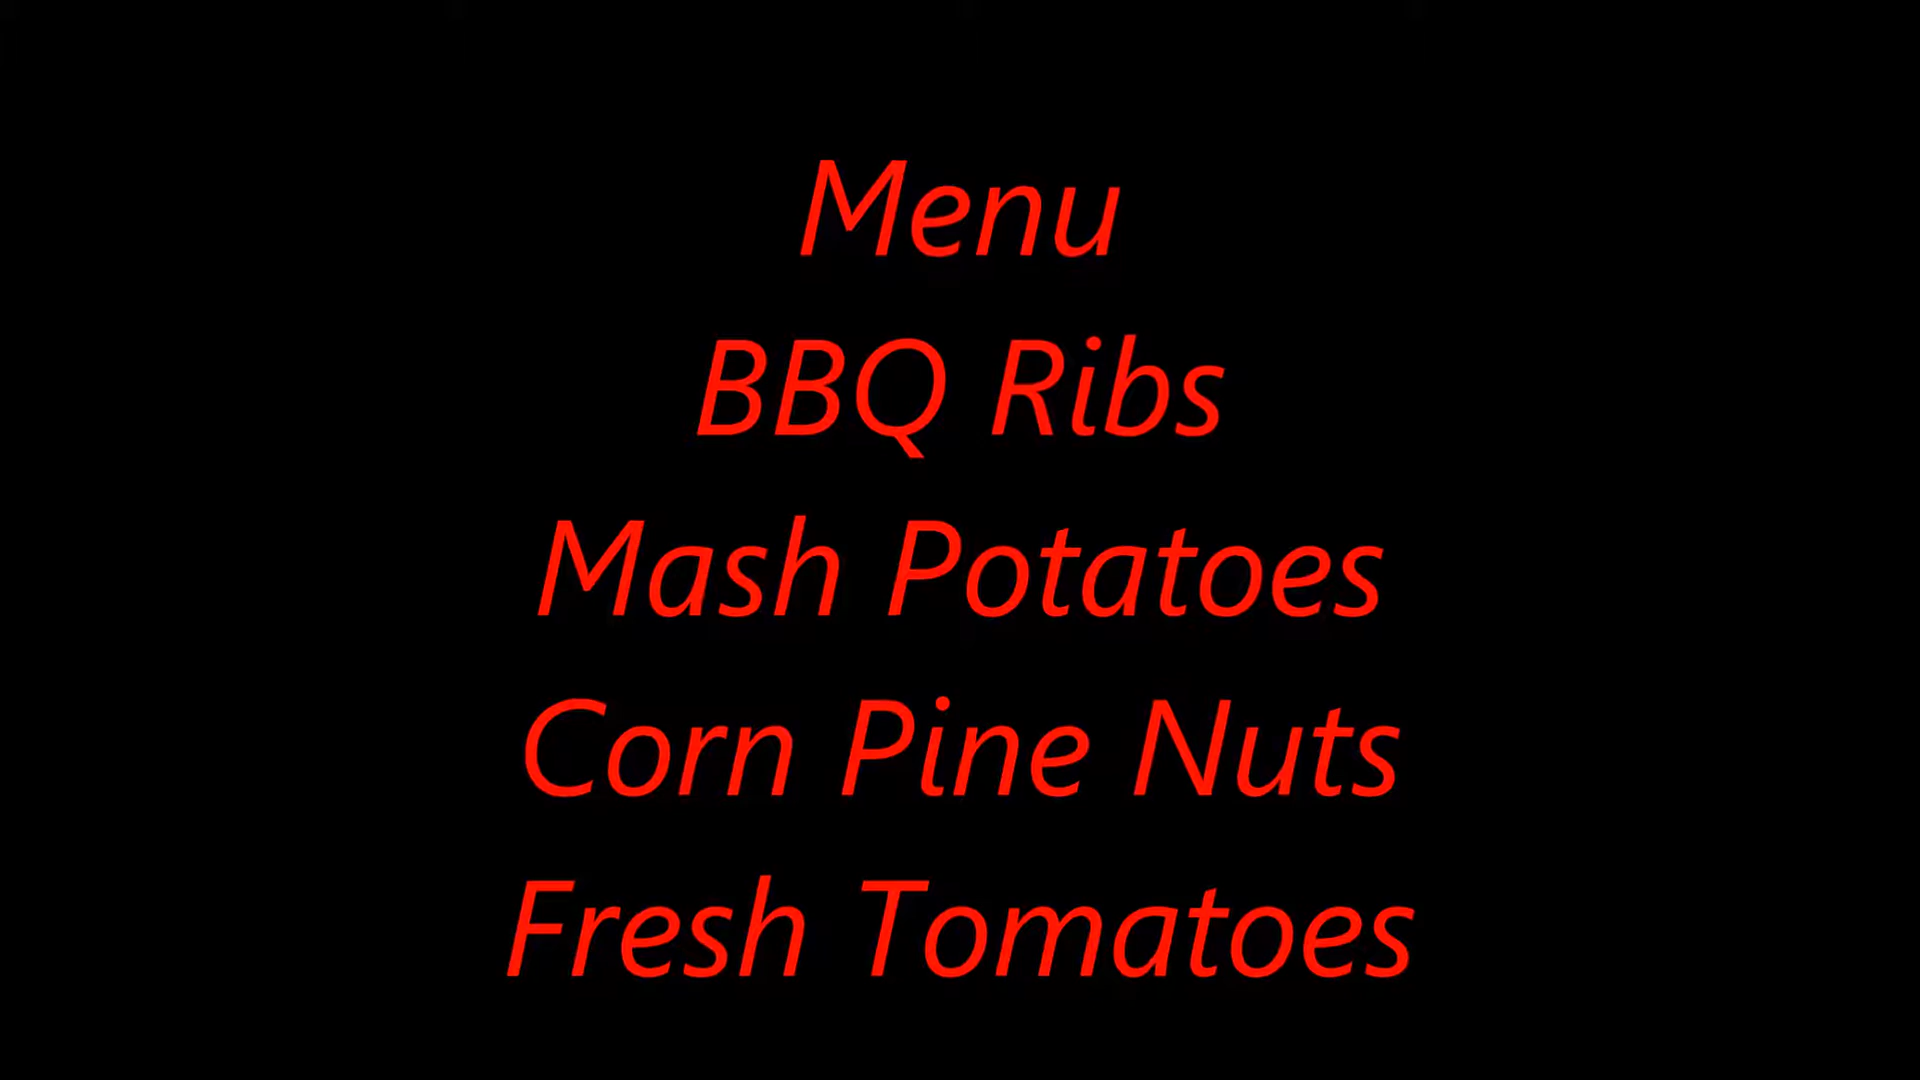 Menu
BBQ Ribs
Mash Potatoes
Corn Pine Nuts
Fresh Tomatoes